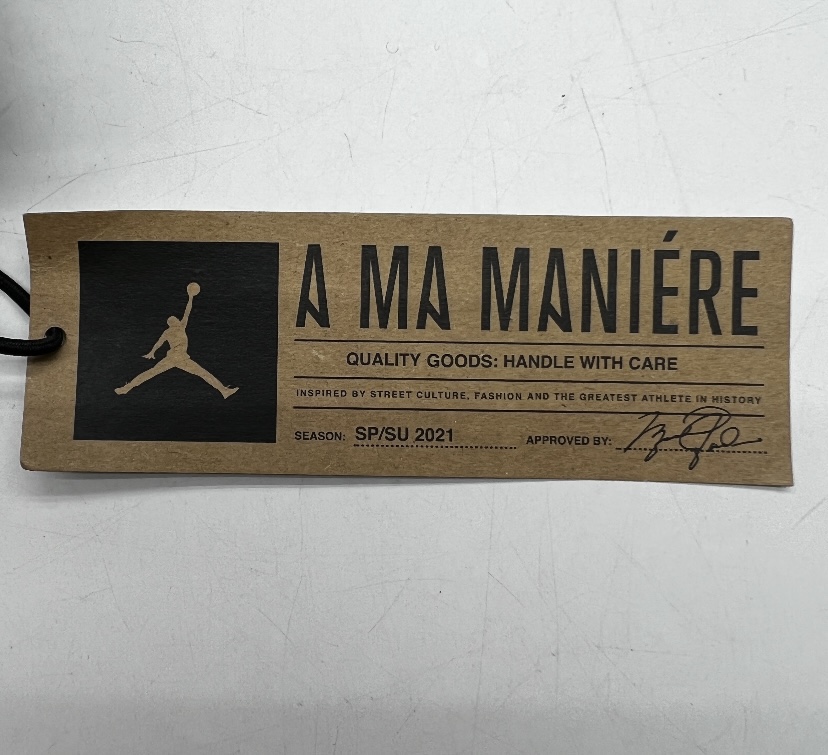 A MA MANIÉRE
QUALITY GOODS: HANDLE WITH CARE
INSPIRED BY STREET CULTURE, FASHION AND THE GREATEST ATHLETE IN HISTORY
SEASON: SP/SU 2021 APPROVED BY: